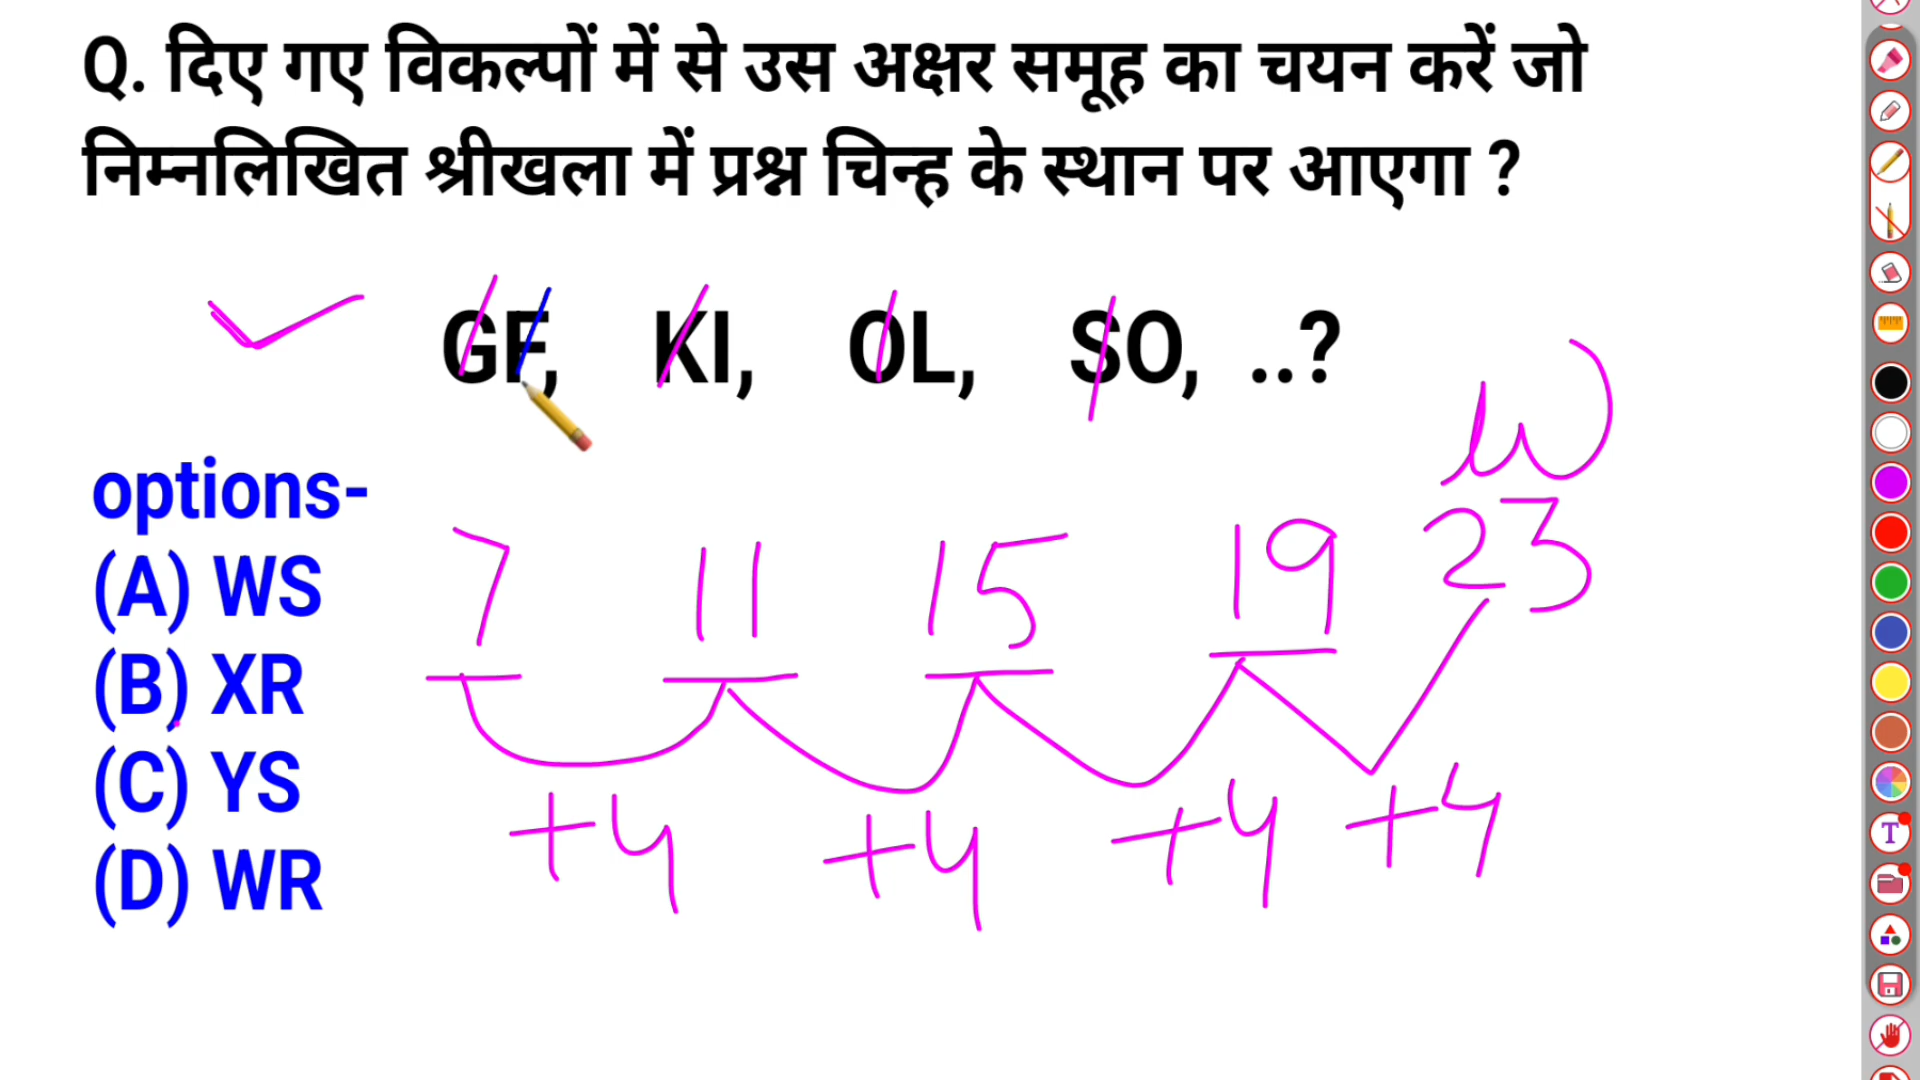 Q. दिए गए विकल्पों में से उस अक्षर समूह का चयन करें जो
निम्नलिखित श्रीखला में प्रश्न चिन्ह के स्थान पर आएगा ?
GF, KI, OL, SO, ..?
W
options-
7 11 15 19 23
(A) WS
(B) XR
(C) YS
+4 +4 +4 +4
(D) WR
T